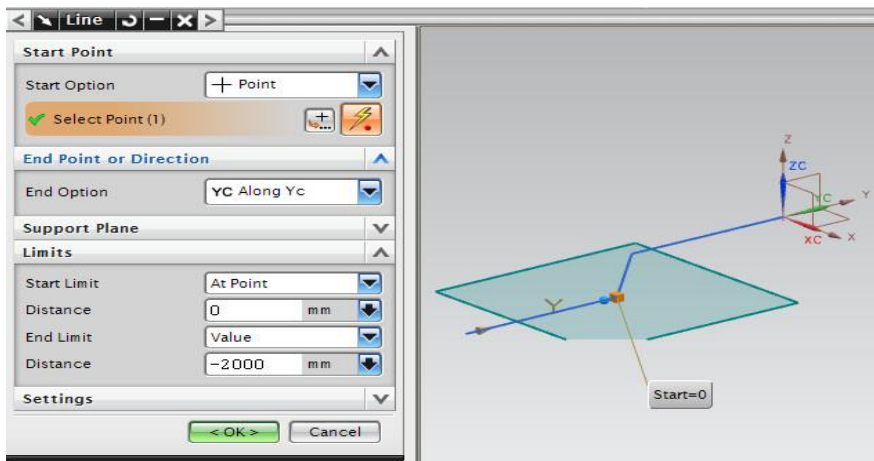 Line
Start Point
Start Option
Point
Select Point (1)
End Point or Direction
End Option
YC Along Yc
Support Plane
Limits
Start Limit
At Point
Distance
0 mm
End Limit
Value
Distance
-2000 mm
Settings
< OK >
Cancel
Z
ZC
YC
Y
XC
X
Y
Start=0